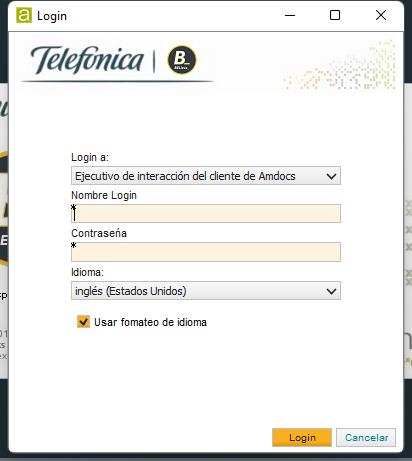 a Login
Telefónica | B_
Login a:
Ejecutivo de interacción del cliente de Amdocs
Nombre Login
*
Contraseña
*
Idioma:
inglés (Estados Unidos)
Usar fomateo de idioma
Login Cancelar